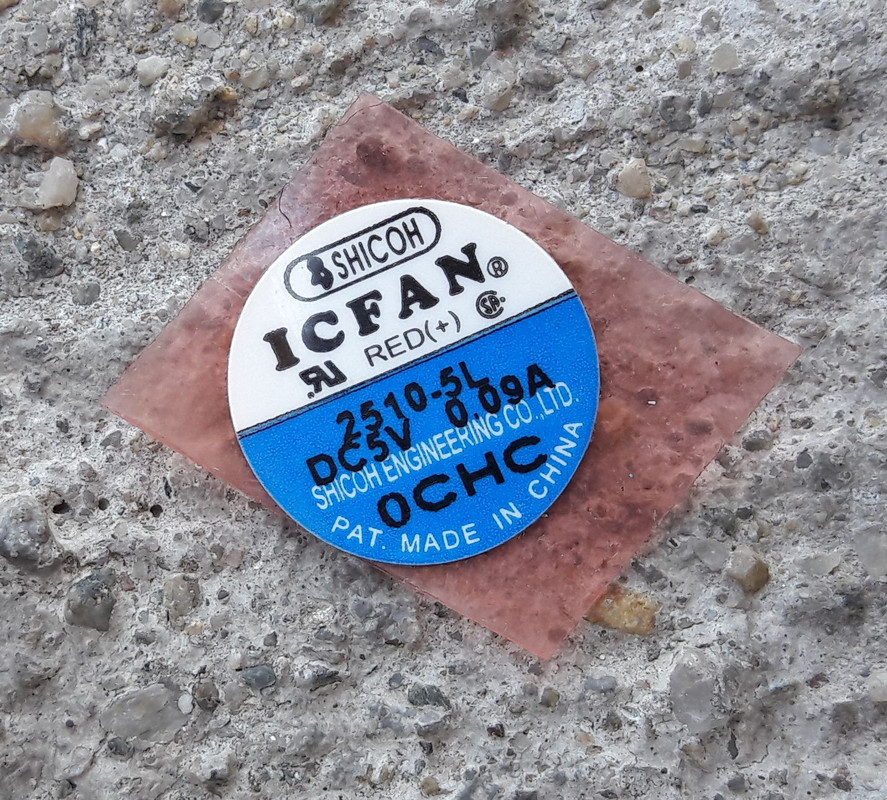 SHICOH
ICFAN®
RED(+)
2510-5L
DC5V 0.09A
SHICOH ENGINEERING CO.,LTD.
0CHC
PAT. MADE IN CHINA